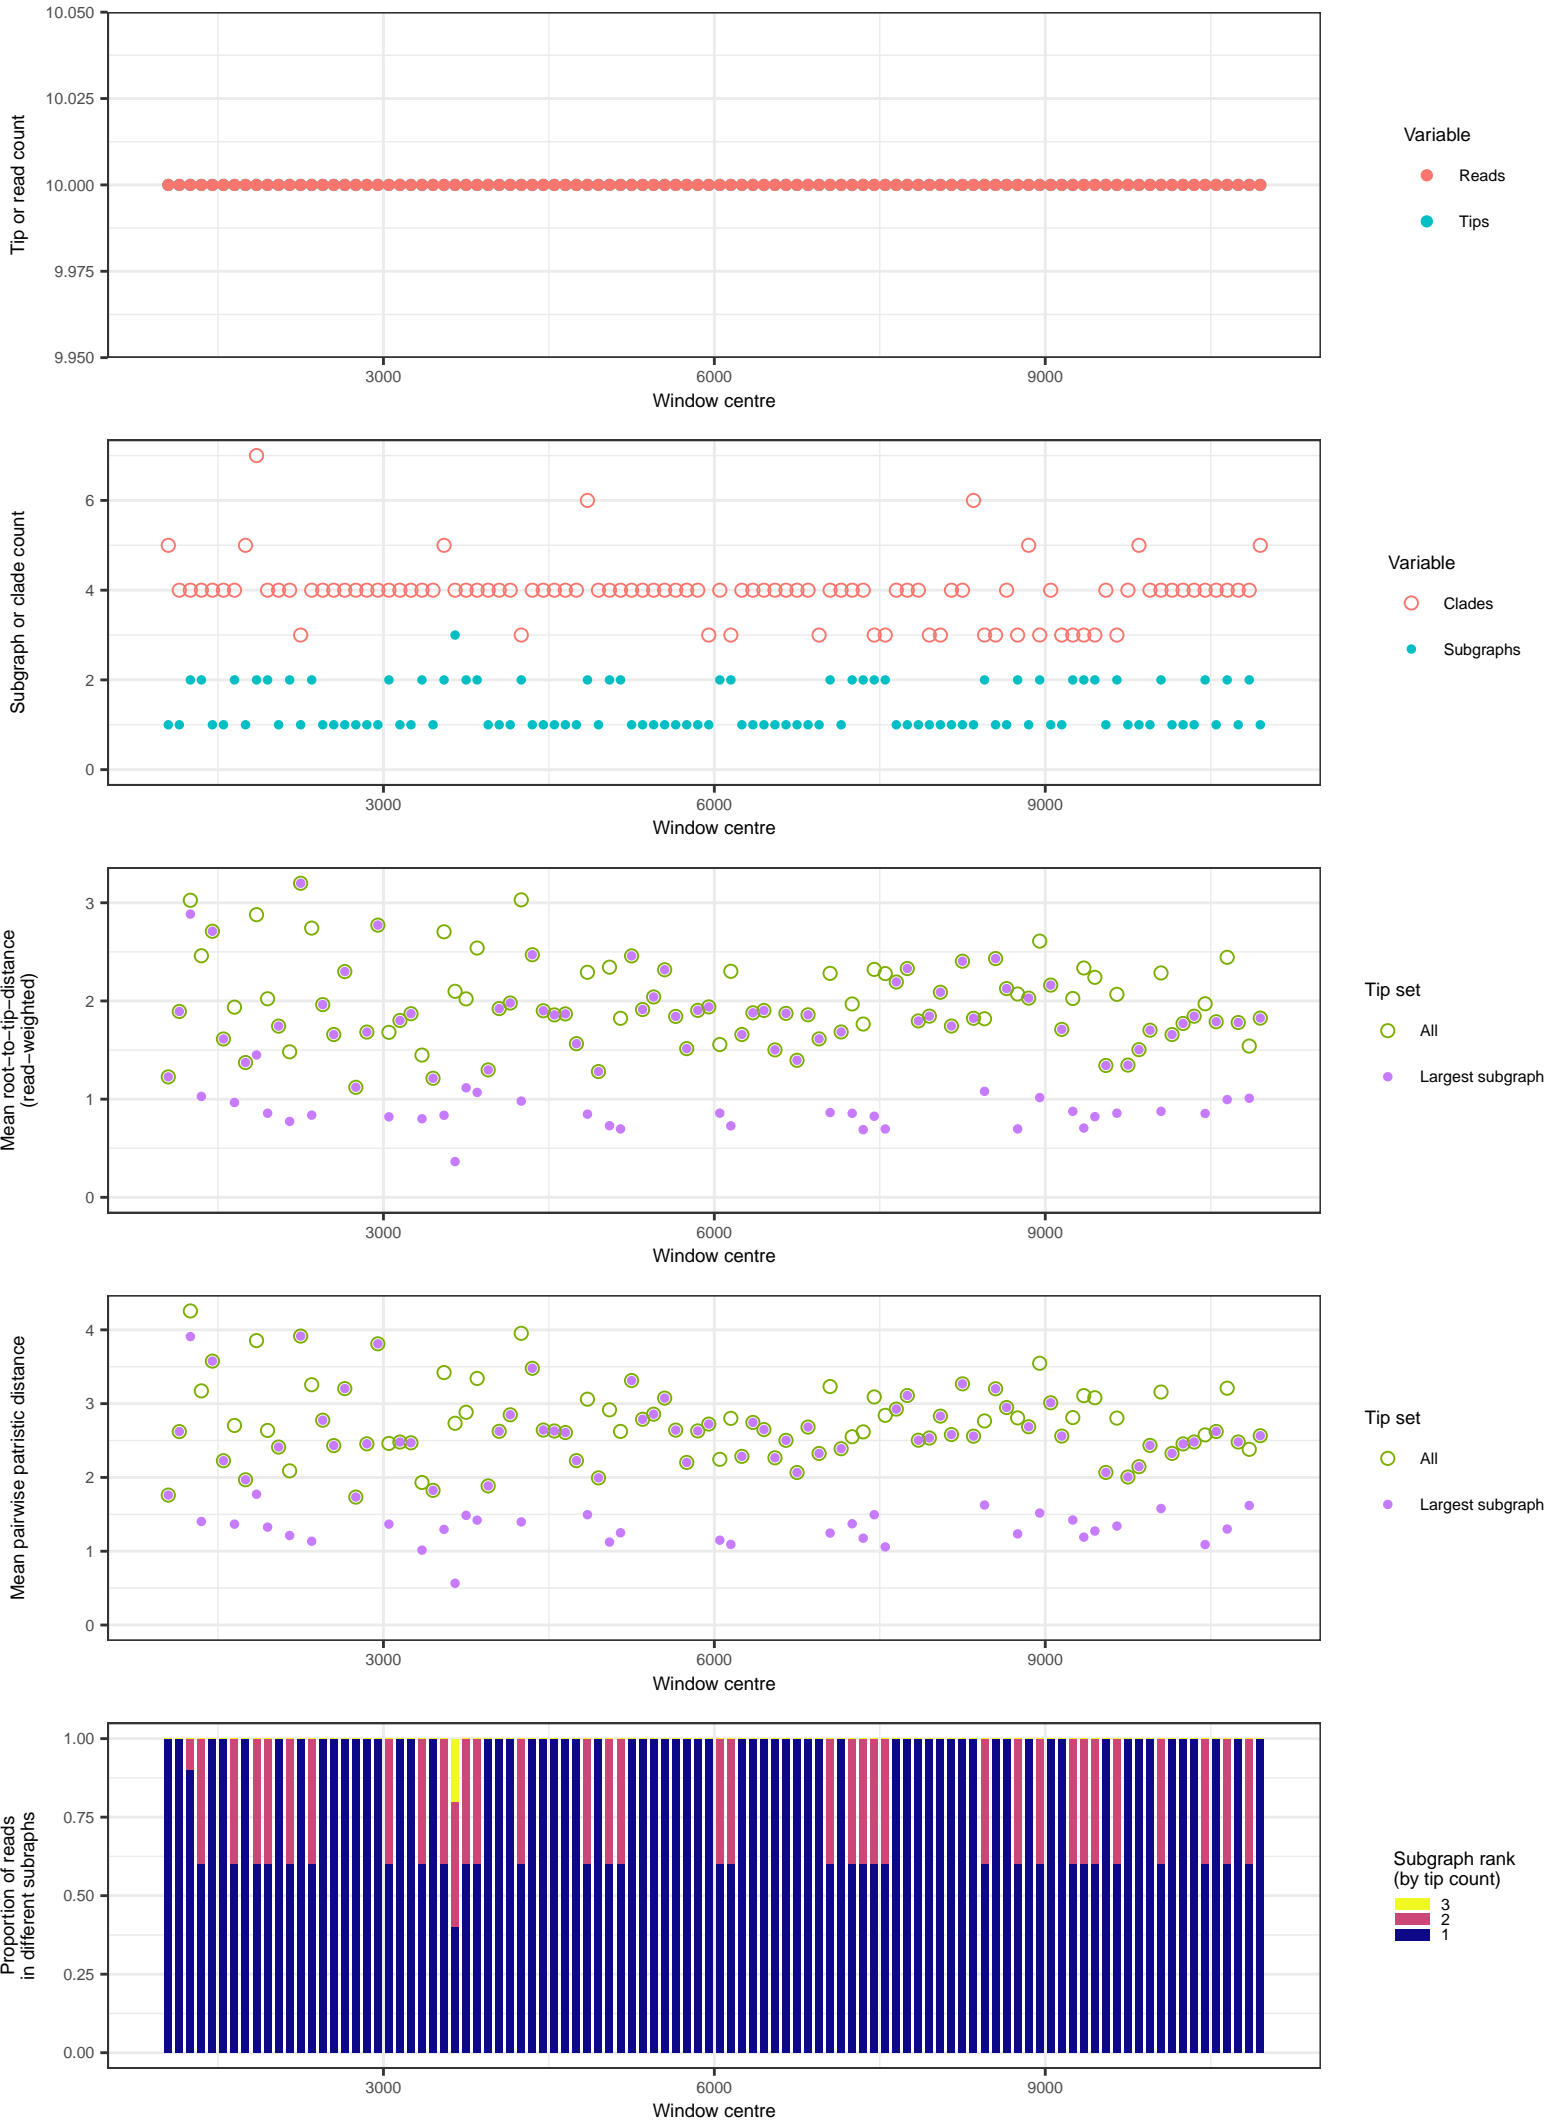 10.050
10.025
10.000
9.975
9.950
Tip or read count
3000 6000 9000
Window centre
Variable
Reads
Tips
6
4
2
0
Subgraph or clade count
3000 6000 9000
Window centre
Variable
Clades
Subgraphs
3
2
1
0
Mean root−to−tip−distance
(read−weighted)
3000 6000 9000
Window centre
Tip set
All
Largest subgraph
4
3
2
1
0
Mean pairwise patristic distance
3000 6000 9000
Window centre
Tip set
All
Largest subgraph
1.00
0.75
0.50
0.25
0.00
Proportion of reads
in different subraphs
3000 6000 9000
Window centre
Subgraph rank
(by tip count)
3
2
1